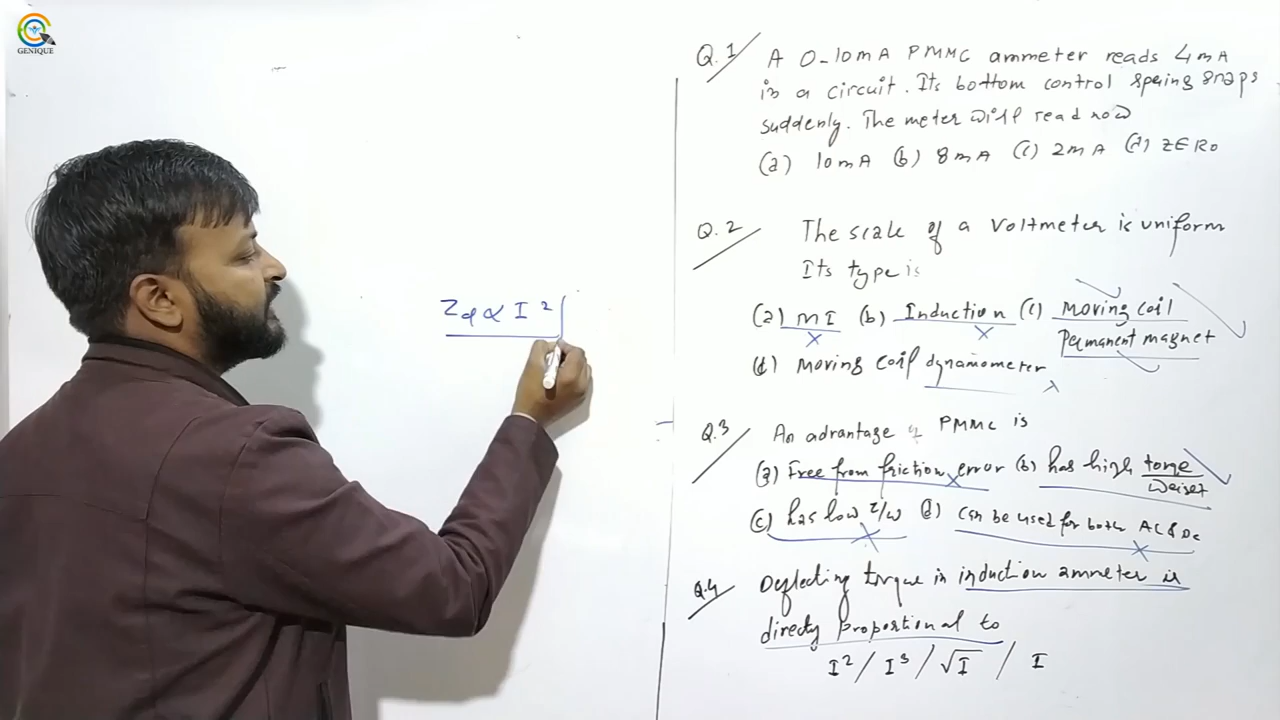 GENIQUE
Q.1 A 0-10mA PMMC ammeter reads 4mA
in a circuit. Its bottom control spring snaps
suddenly. The meter will read now
(a) 10mA (b) 8mA (c) 2mA (d) ZERO
Q.2 The scale of a voltmeter is uniform
Its type is
(a) MI (b) Induction (c) Moving coil
Permanent magnet
(d) Moving coil dynamometer
Q.3 An advantage of PMMC is
(a) Free from friction error (b) has high torqe
(c) has low τ/w (d) can be used for both AC & Dc
Q.4 Deflecting torque in induction ammeter is
directly proportional to
I² / I³ / √I / I
τd ∝ I²